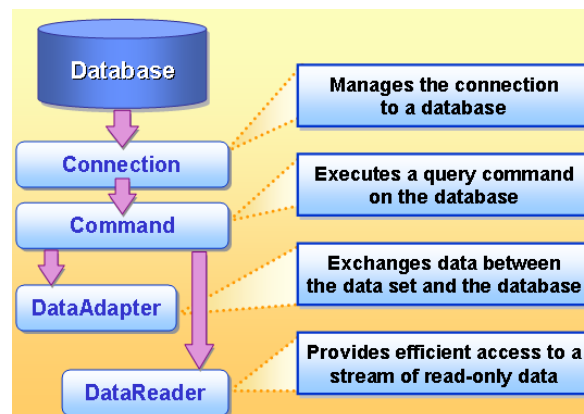 Database
Manages the connection
to a database
Connection
Executes a query command
on the database
Command
Exchanges data between
the data set and the database
DataAdapter
Provides efficient access to a
stream of read-only data
DataReader